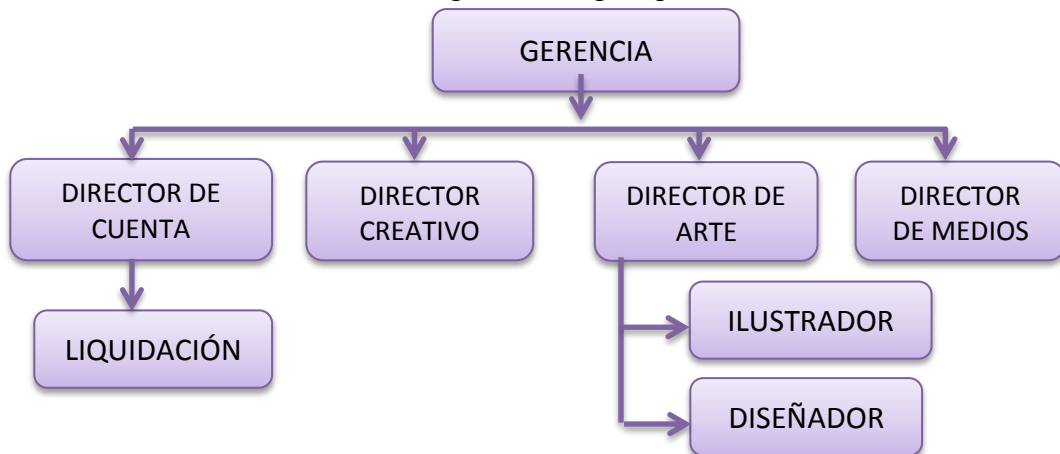 GERENCIA
DIRECTOR DE
CUENTA
DIRECTOR
CREATIVO
DIRECTOR DE
ARTE
DIRECTOR
DE MEDIOS
LIQUIDACIÓN
ILUSTRADOR
DISEÑADOR